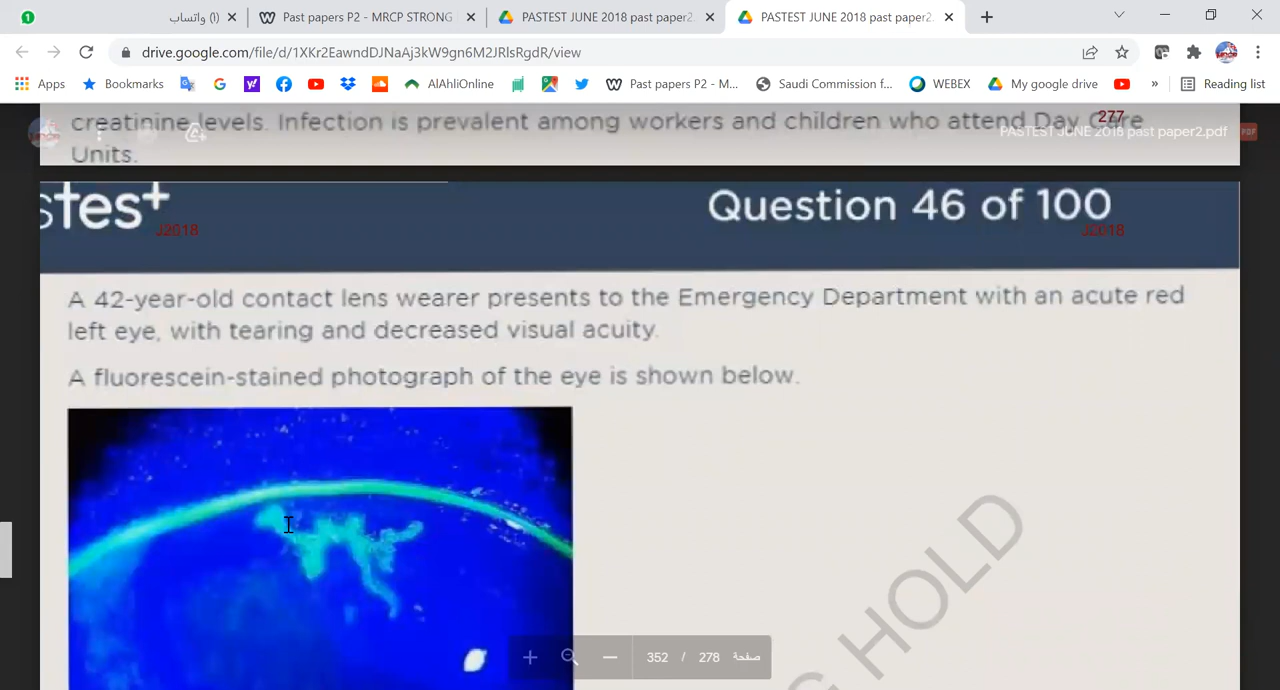 (١) واتساب
Past papers P2 - MRCP STRONG
PASTEST JUNE 2018 past paper2.
PASTEST JUNE 2018 past paper2.
drive.google.com/file/d/1XKr2EawndDJNaAj3kW9gn6M2JRlsRgdR/view
Apps Bookmarks AlAhliOnline Past papers P2 - M... Saudi Commission f... WEBEX My google drive » Reading list
creatinine levels. Infection is prevalent among workers and children who attend Day Care
Units.
277
PASTEST JUNE 2018 past paper2.pdf
PDF
stest+ Question 46 of 100
J2018 J2018
A 42-year-old contact lens wearer presents to the Emergency Department with an acute red
left eye, with tearing and decreased visual acuity.
A fluorescein-stained photograph of the eye is shown below.
HOLD
352 / 278 صفحة